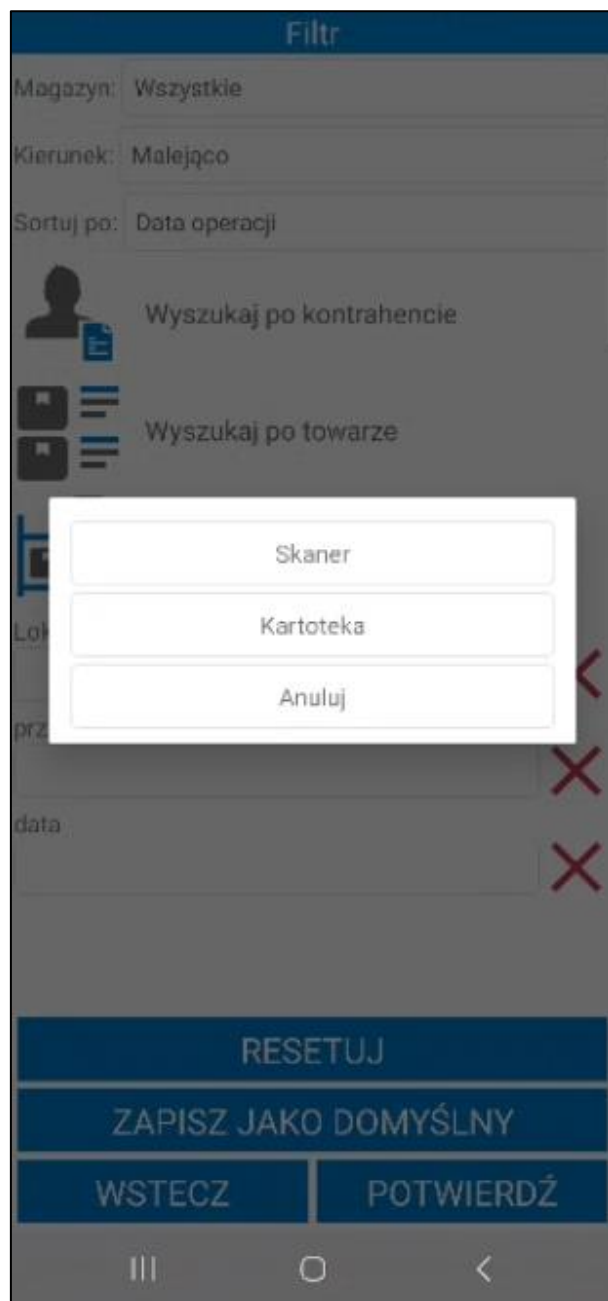 Filtr
Magazyn: Wszystkie
Kierunek: Malejąco
Sortuj po: Data operacji
Wyszukaj po kontrahencie
Wyszukaj po towarze
Skaner
Kartoteka
Anuluj
data
RESETUJ
ZAPISZ JAKO DOMYŚLNY
WSTECZ POTWIERDŹ